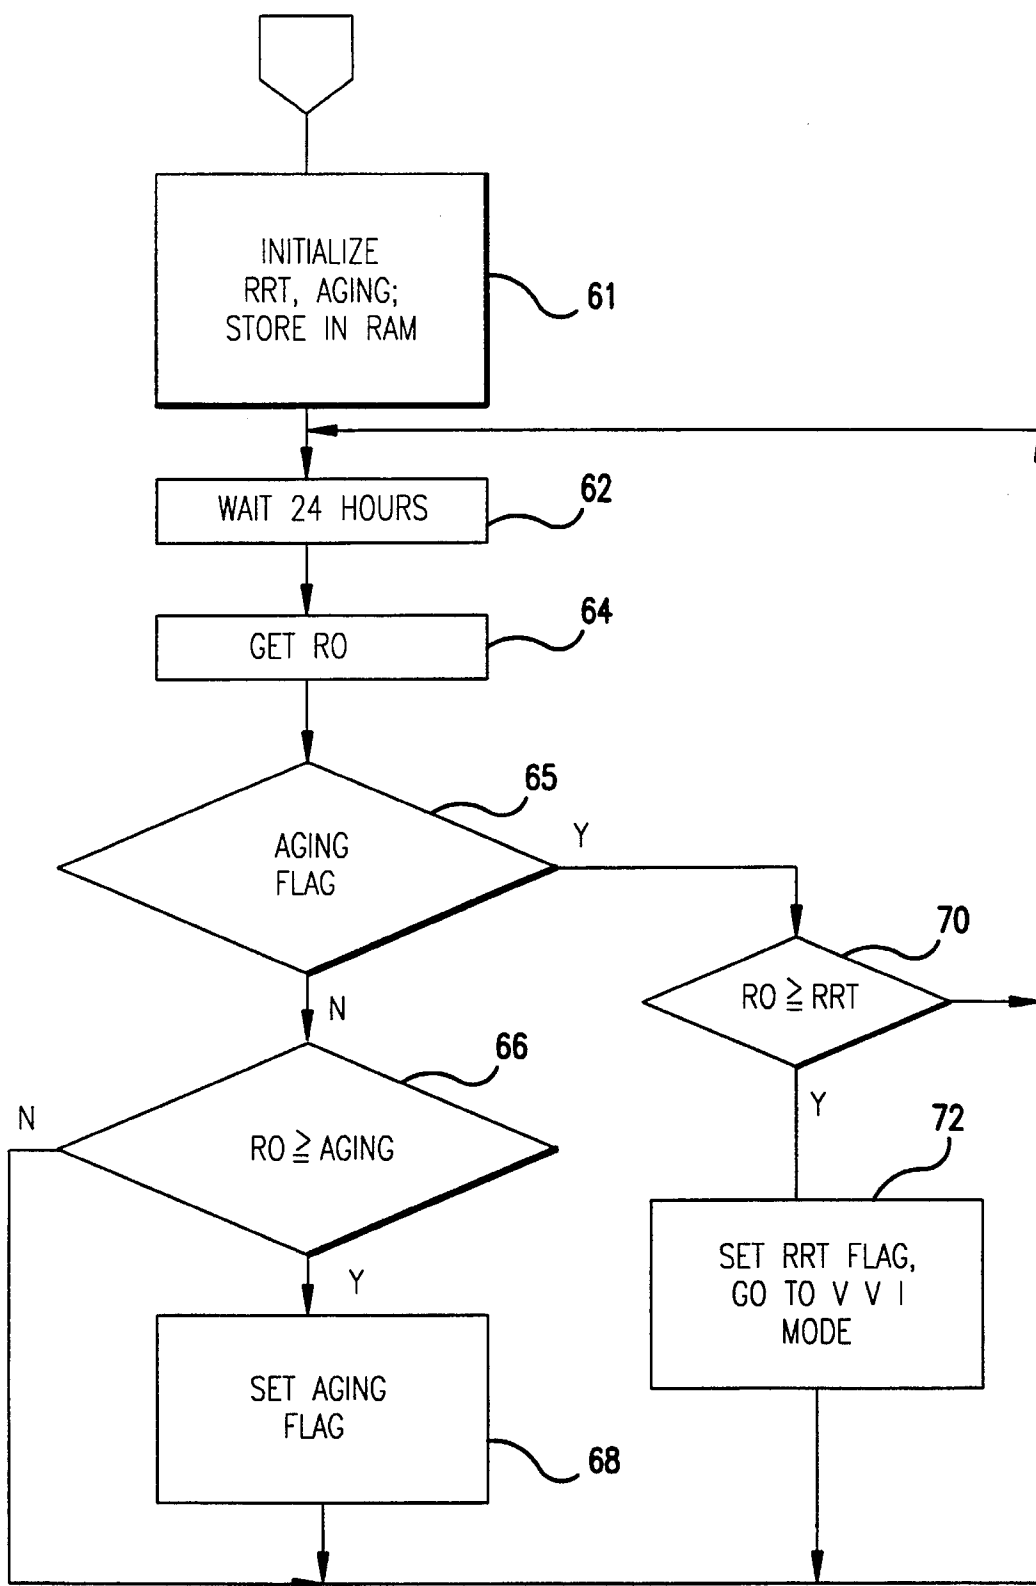 INITIALIZE
RRT, AGING;
STORE IN RAM
61
WAIT 24 HOURS
62
GET RO
64
AGING
FLAG
65
Y
N
RO ≧ RRT
70
Y
RO ≧ AGING
66
N
Y
SET RRT FLAG,
GO TO V V I
MODE
72
SET AGING
FLAG
68